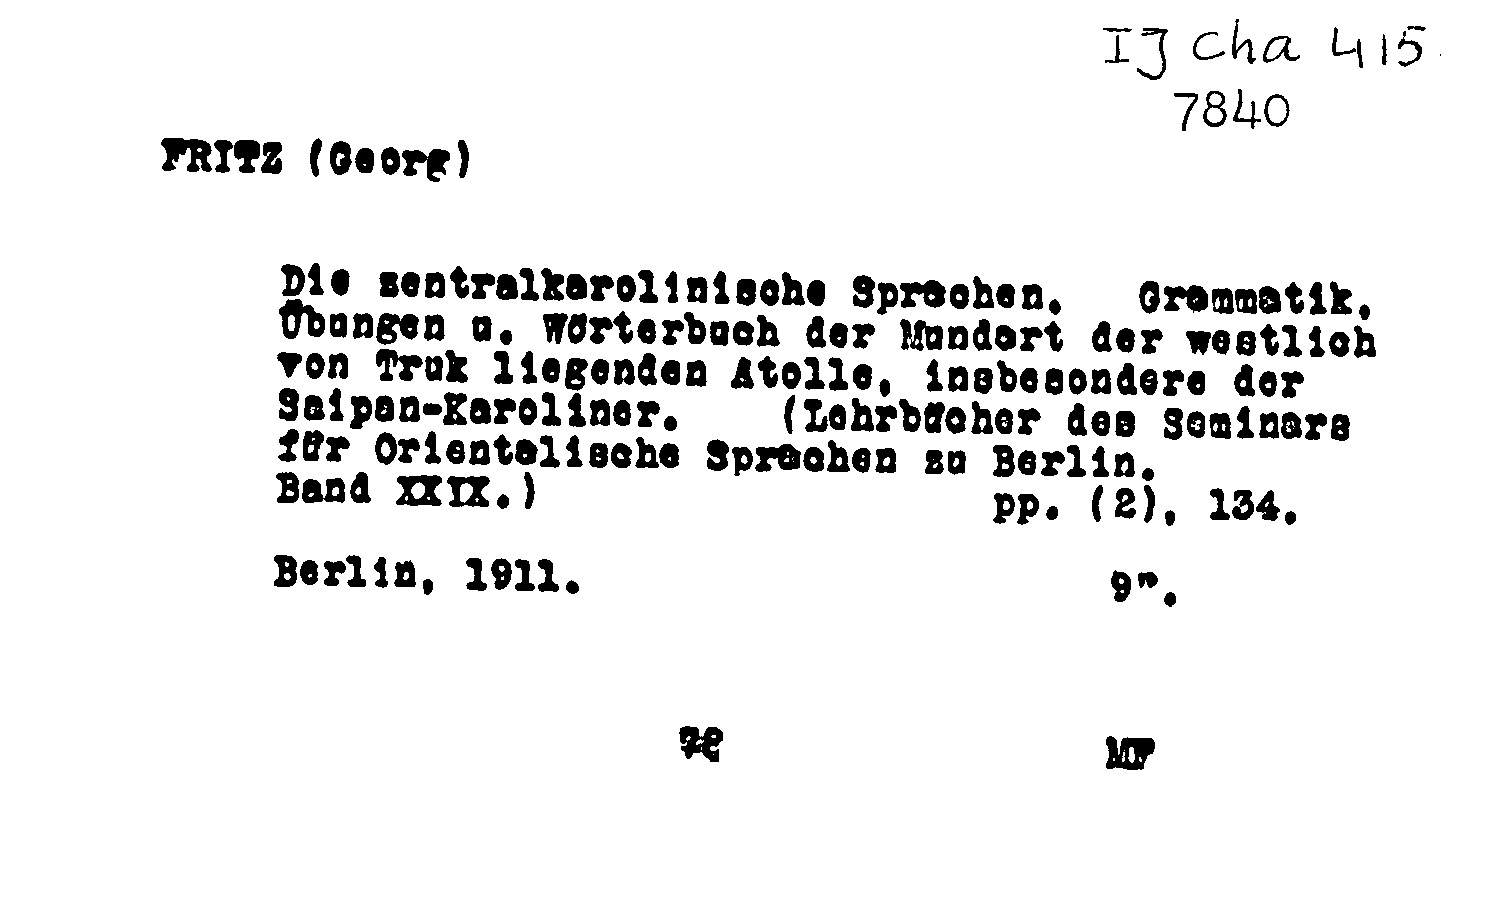 IJ Cha 415
7840
FRITZ (Georg)
Die zentralkarolinische Sprachen. Grammatik,
Übungen u. Wörterbuch der Mundart der westlich
von Truk liegenden Atolle, insbesondere der
Saipan-Karoliner. (Lehrbücher des Seminars
für Orientalische Sprachen zu Berlin.
Band XXIX.) pp. (2), 134.
Berlin, 1911. 9".
MF